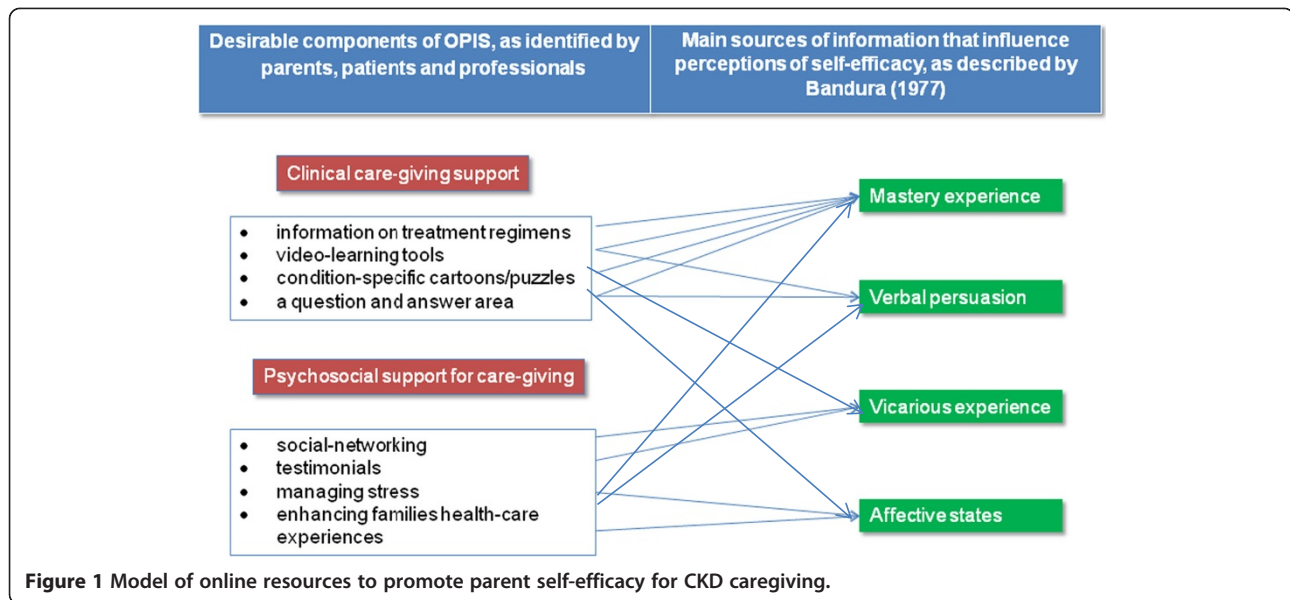 Desirable components of OPIS, as identified by
parents, patients and professionals
Main sources of information that influence
perceptions of self-efficacy, as described by
Bandura (1977)
Clinical care-giving support
• information on treatment regimens
• video-learning tools
• condition-specific cartoons/puzzles
• a question and answer area
Psychosocial support for care-giving
• social-networking
• testimonials
• managing stress
• enhancing families health-care
experiences
Mastery experience
Verbal persuasion
Vicarious experience
Affective states
Figure 1 Model of online resources to promote parent self-efficacy for CKD caregiving.